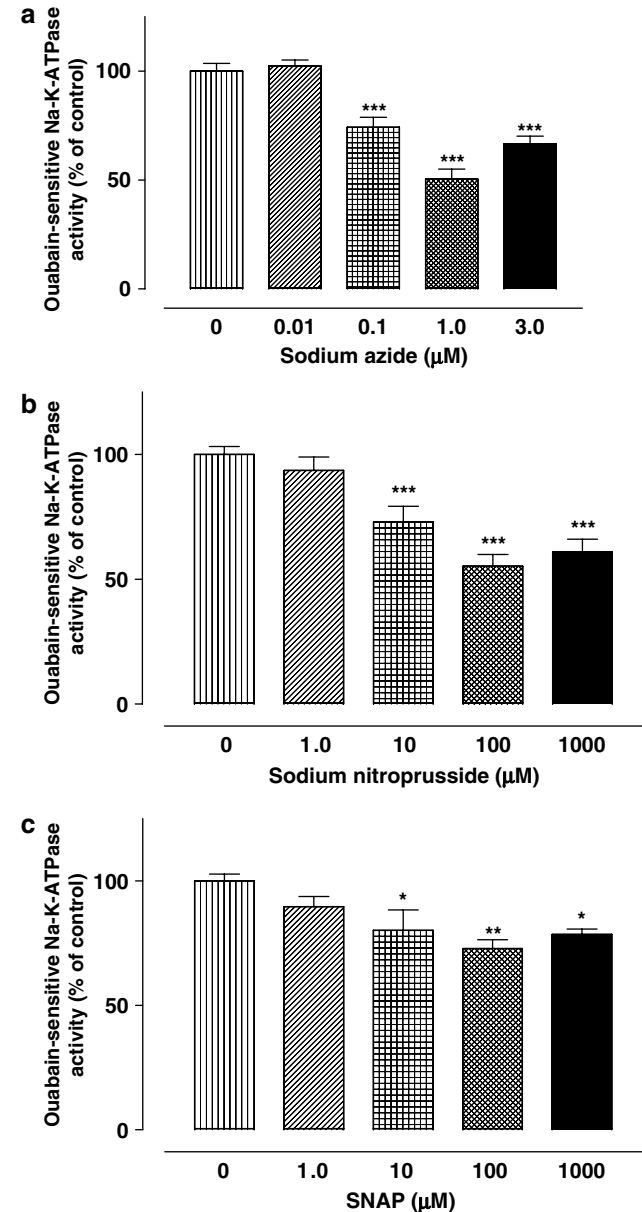 a
Ouabain-sensitive Na-K-ATPase
activity (% of control)
100
50
0
***
***
***
0 0.01 0.1 1.0 3.0
Sodium azide (μM)
b
Ouabain-sensitive Na-K-ATPase
activity (% of control)
100
50
0
***
***
***
0 1.0 10 100 1000
Sodium nitroprusside (μM)
c
Ouabain-sensitive Na-K-ATPase
activity (% of control)
100
50
0
*
**
*
0 1.0 10 100 1000
SNAP (μM)